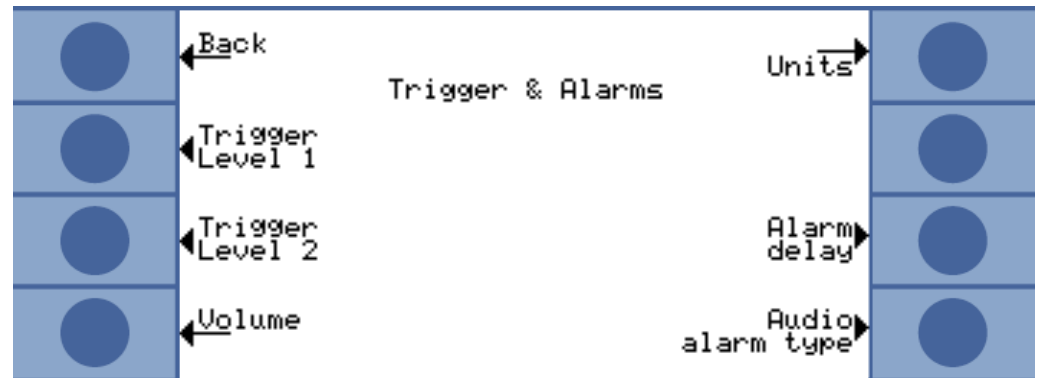 Back
Units
Trigger & Alarms
Trigger
Level 1
Trigger
Level 2
Alarm
delay
Volume
Audio
alarm type